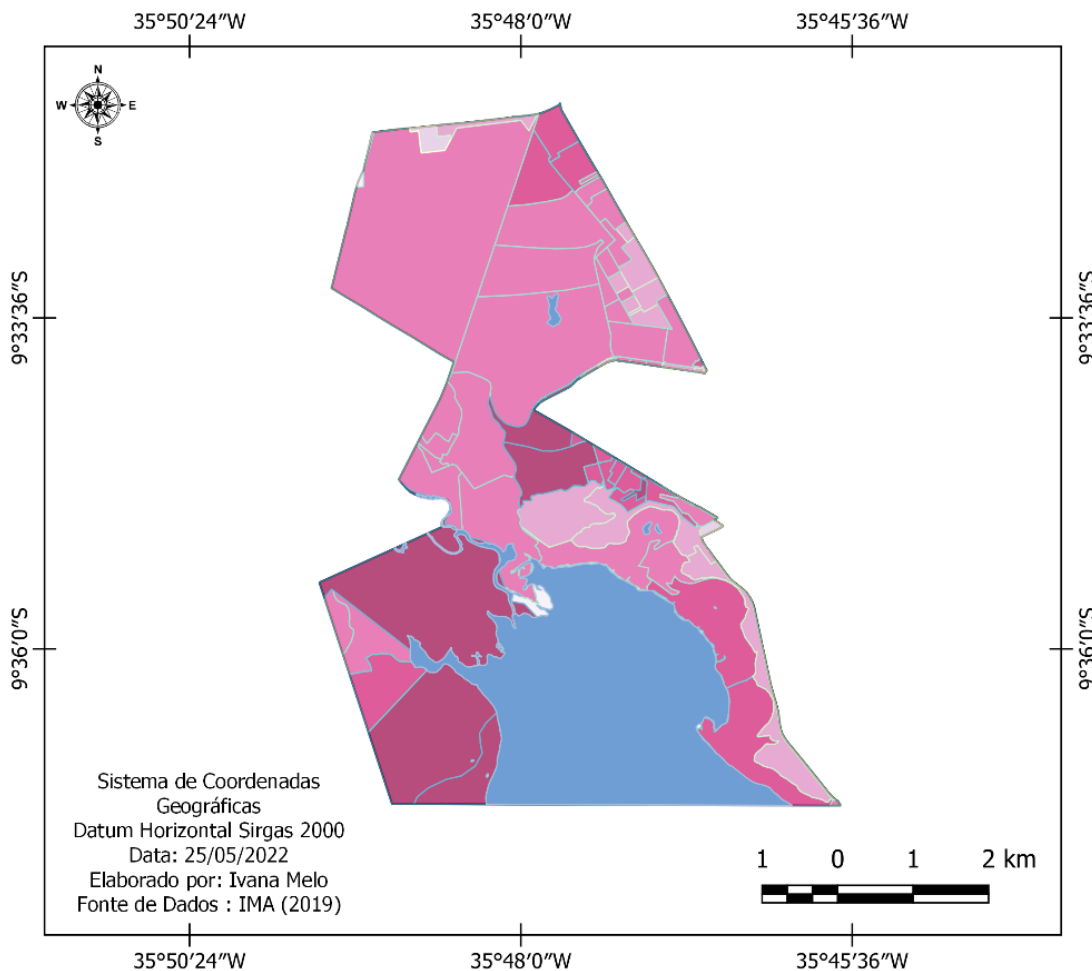 35°50′24″W 35°48′0″W 35°45′36″W
N
W E
S
9°33′36″S 9°33′36″S
9°36′0″S 9°36′0″S
Sistema de Coordenadas
Geográficas
Datum Horizontal Sirgas 2000
Data: 25/05/2022
Elaborado por: Ivana Melo
Fonte de Dados : IMA (2019)
1 0 1 2 km
35°50′24″W 35°48′0″W 35°45′36″W